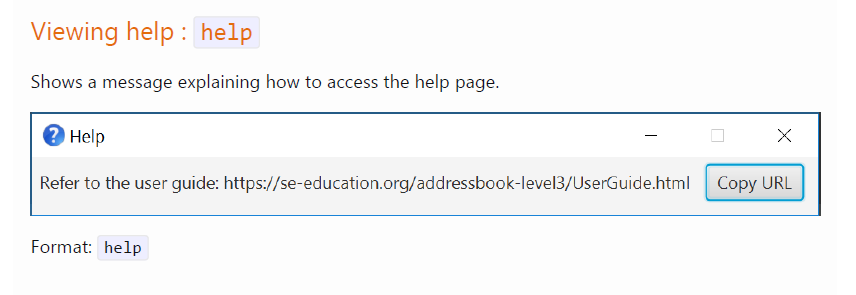 Viewing help : help
Shows a message explaining how to access the help page.
? Help
Refer to the user guide: https://se-education.org/addressbook-level3/UserGuide.html Copy URL
Format: help